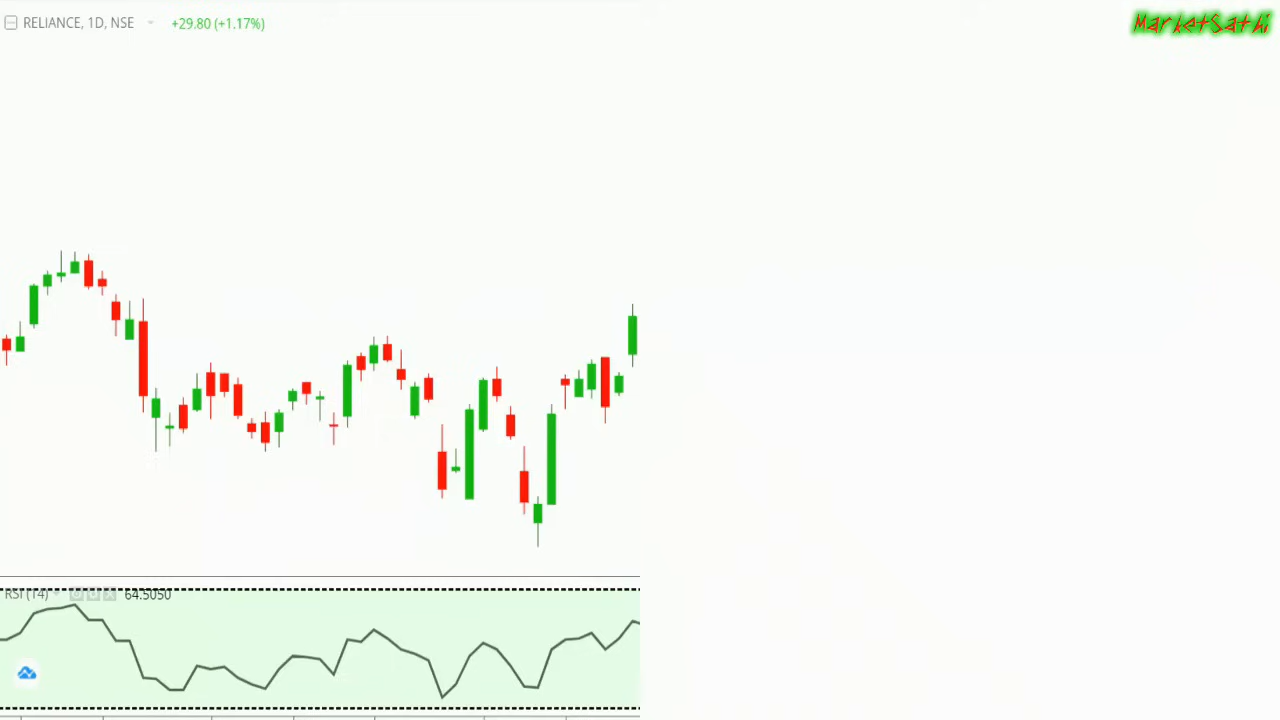 RELIANCE, 1D, NSE +29.80 (+1.17%)
MarketSathi
RSI (14) 64.5050